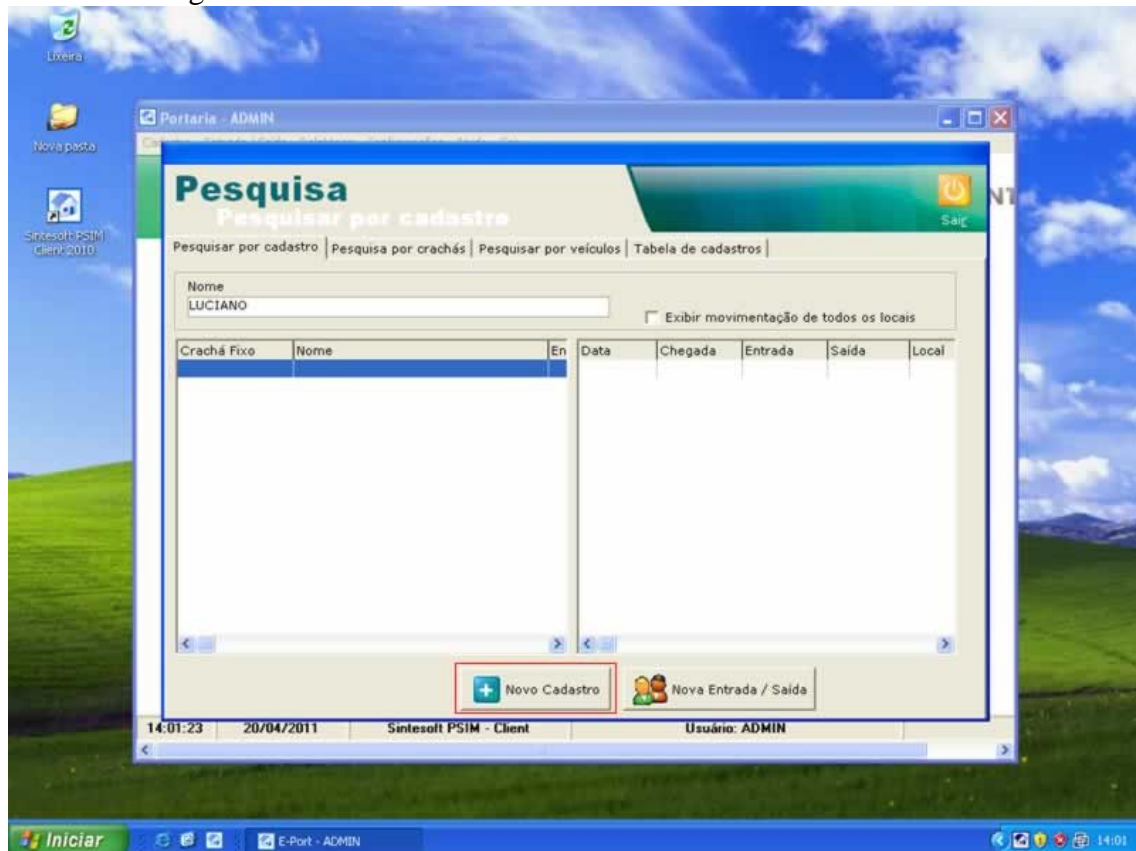 Lixeira
Nova pasta
Sintesoft PSIM
Client 2010
Portaria - ADMIN
Pesquisa
Pesquisar por cadastro
Sair
Pesquisar por cadastro
Pesquisa por crachás
Pesquisar por veículos
Tabela de cadastros
Nome
LUCIANO
Exibir movimentação de todos os locais
Crachá Fixo
Nome
En
Data
Chegada
Entrada
Saída
Local
Novo Cadastro
Nova Entrada / Saída
14:01:23
20/04/2011
Sintesoft PSIM - Client
Usuário: ADMIN
Iniciar
E-Port - ADMIN
14:01